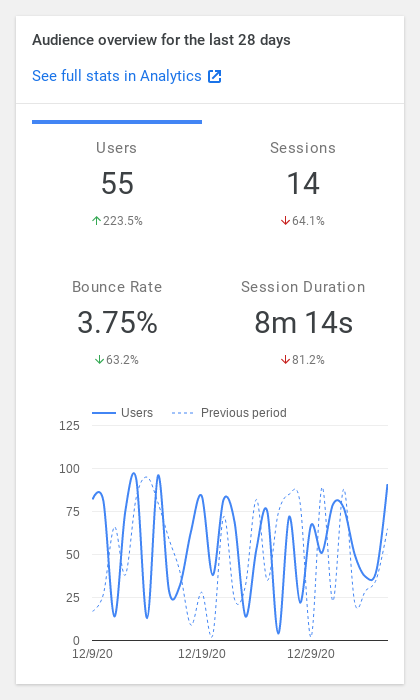 Audience overview for the last 28 days
See full stats in Analytics
Users
Sessions
55
14
223.5%
64.1%
Bounce Rate
Session Duration
3.75%
8m 14s
63.2%
81.2%
Users
Previous period
125
100
75
50
25
0
12/9/20
12/19/20
12/29/20